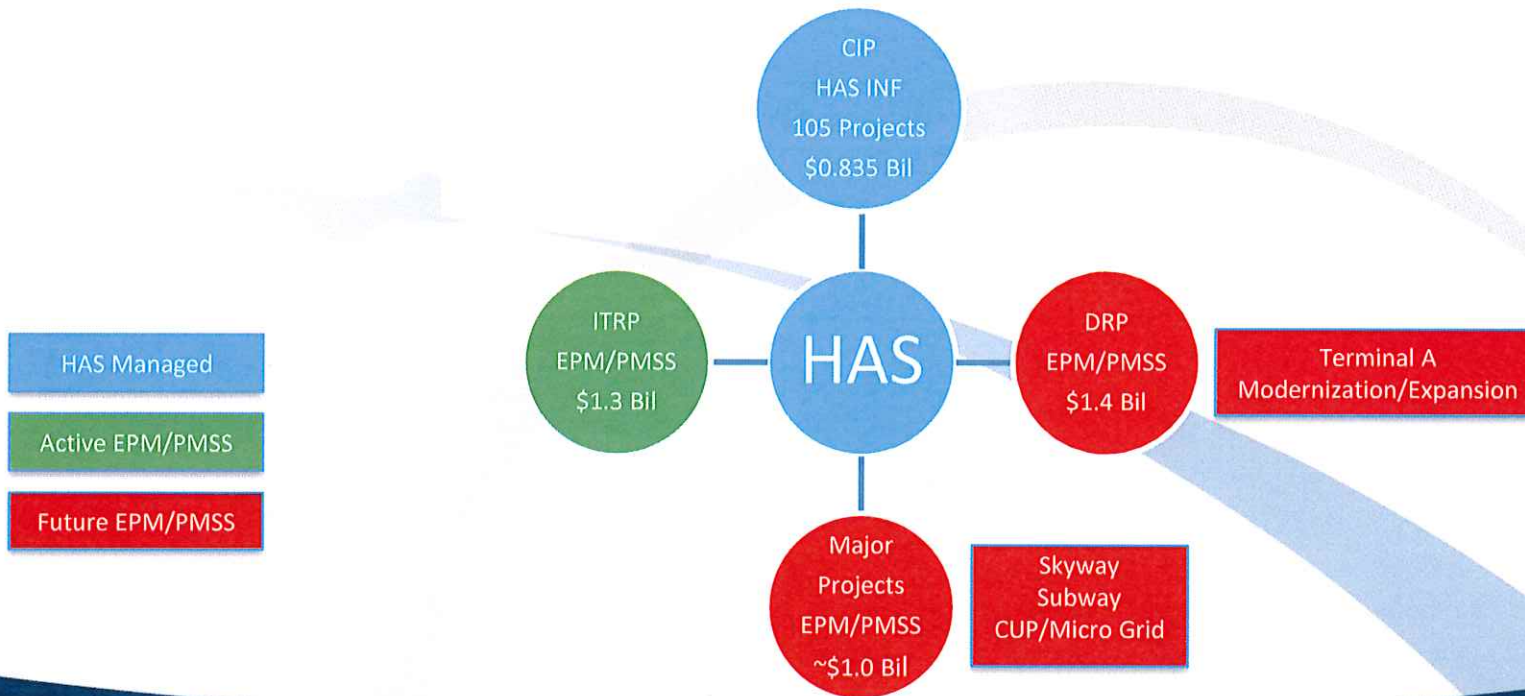 CIP
HAS INF
105 Projects
$0.835 Bil
ITRP
EPM/PMSS
$1.3 Bil
HAS
DRP
EPM/PMSS
$1.4 Bil
Terminal A
Modernization/Expansion
HAS Managed
Active EPM/PMSS
Future EPM/PMSS
Major
Projects
EPM/PMSS
~$1.0 Bil
Skyway
Subway
CUP/Micro Grid